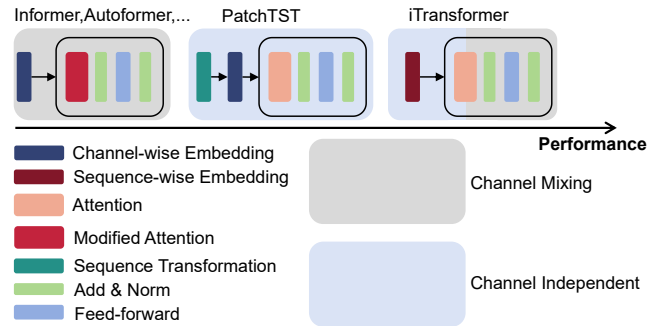 Informer,Autoformer,...
PatchTST
iTransformer
Performance
Channel-wise Embedding
Sequence-wise Embedding
Attention
Modified Attention
Sequence Transformation
Add & Norm
Feed-forward
Channel Mixing
Channel Independent